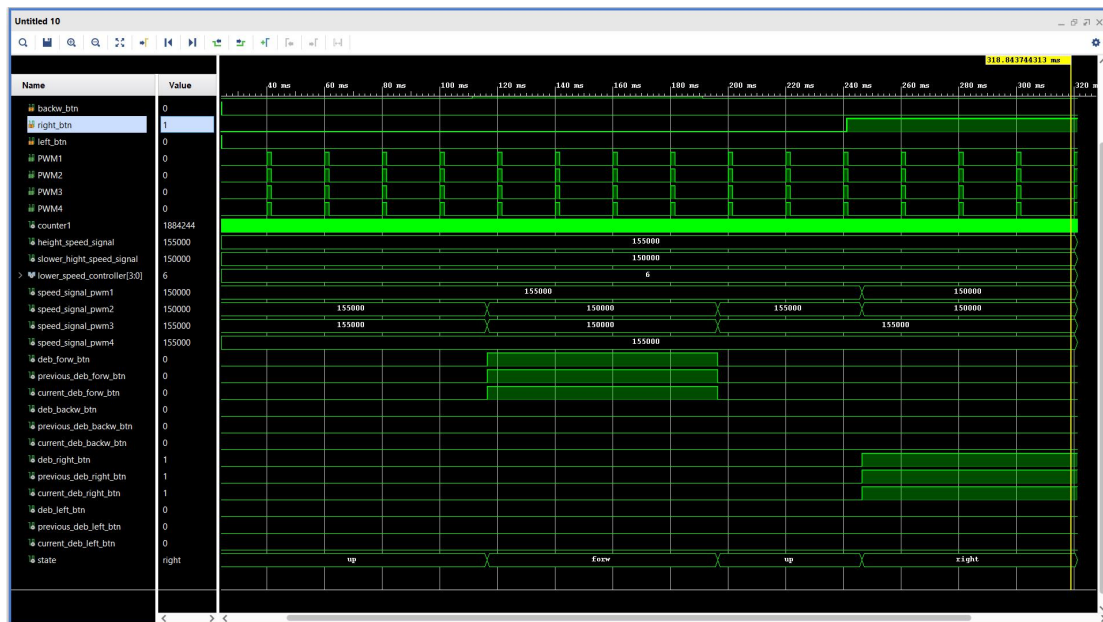 Untitled 10
318.843744313 ms
Name Value 40 ms 60 ms 80 ms 100 ms 120 ms 140 ms 160 ms 180 ms 200 ms 220 ms 240 ms 260 ms 280 ms 300 ms 320 m
backw_btn 0
right_btn 1
left_btn 0
PWM1 0
PWM2 0
PWM3 0
PWM4 0
counter1 1884244
height_speed_signal 155000 155000
slower_hight_speed_signal 150000 150000
lower_speed_controller[3:0] 6 6
speed_signal_pwm1 150000 155000 150000
speed_signal_pwm2 150000 155000 150000 155000 150000
speed_signal_pwm3 155000 155000 150000 155000
speed_signal_pwm4 155000 155000
deb_forw_btn 0
previous_deb_forw_btn 0
current_deb_forw_btn 0
deb_backw_btn 0
previous_deb_backw_btn 0
current_deb_backw_btn 0
deb_right_btn 1
previous_deb_right_btn 1
current_deb_right_btn 1
deb_left_btn 0
previous_deb_left_btn 0
current_deb_left_btn 0
state right up forw up right